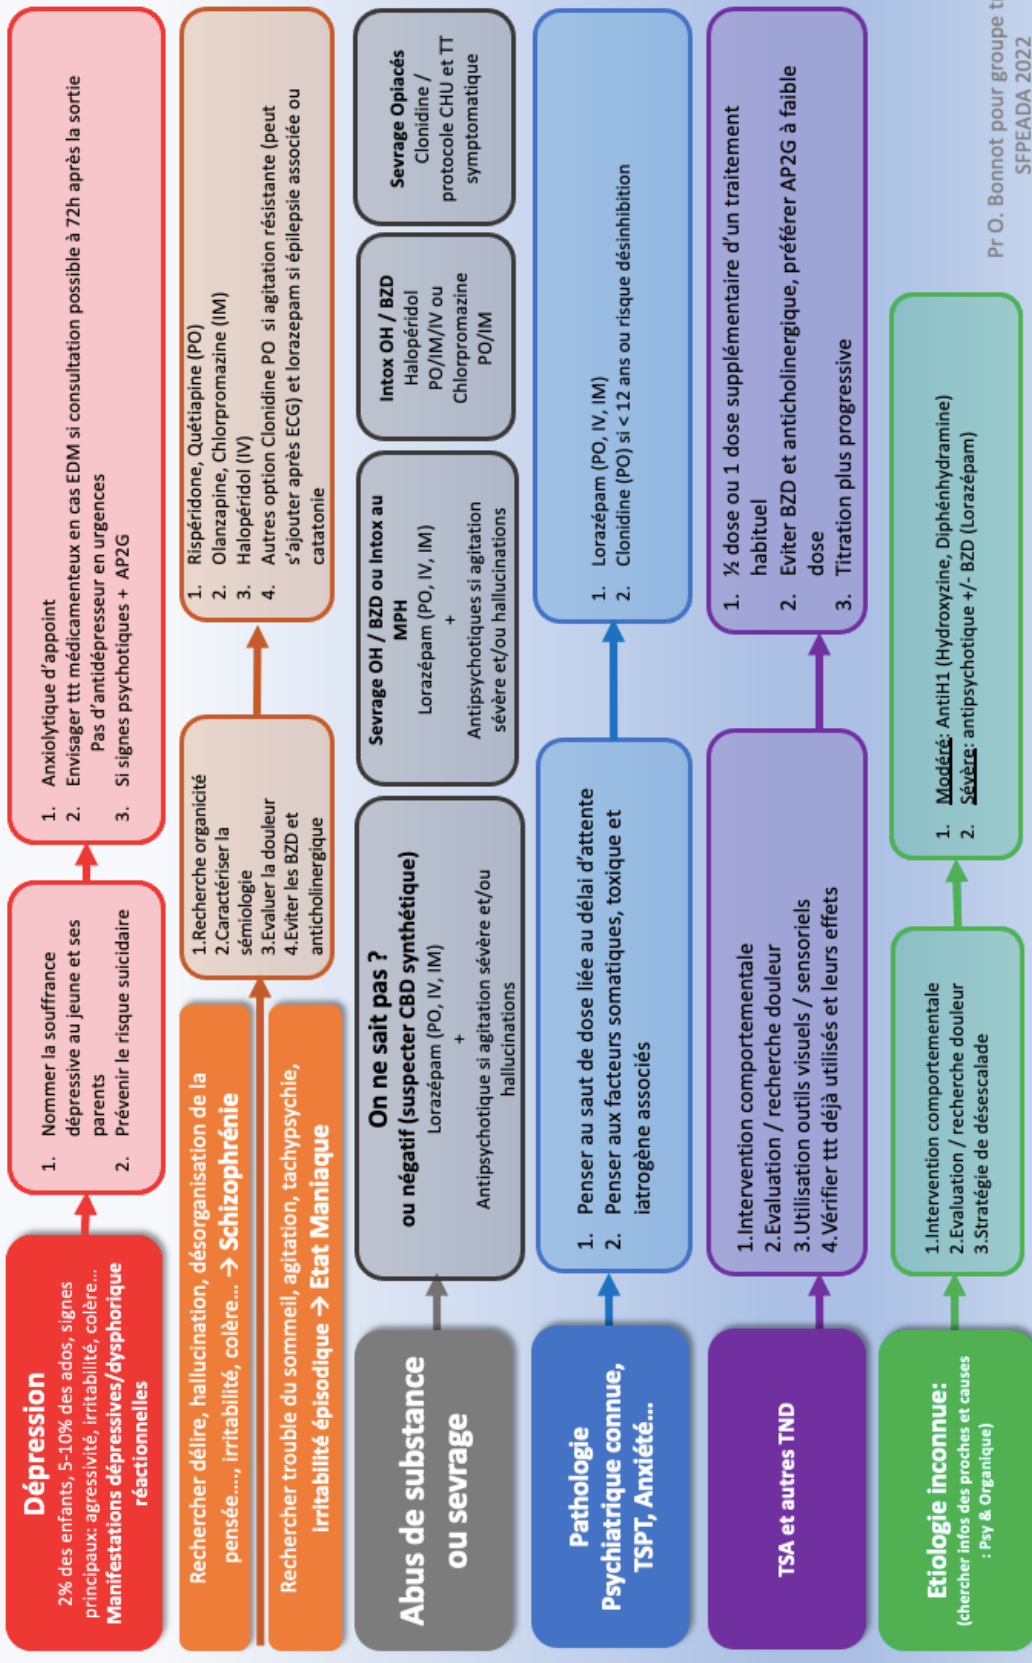 Dépression
2% des enfants, 5-10% des ados, signes
principaux: agressivité, irritabilité, colère...
Manifestations dépressives/dysphorique
réactionnelles
1. Nommer la souffrance
dépressive au jeune et ses
parents
2. Prévenir le risque suicidaire
1. Anxiolytique d'appoint
2. Envisager ttt médicamenteux en cas EDM si consultation possible à 72h après la sortie
Pas d'antidépresseur en urgences
3. Si signes psychotiques + AP2G
Rechercher délire, hallucination, désorganisation de la
pensée...., irritabilité, colère... → Schizophrénie
Rechercher trouble du sommeil, agitation, tachypsychie,
irritabilité épisodique → Etat Maniaque
1.Recherche organicité
2.Caractériser la
sémiologie
3.Evaluer la douleur
4.Eviter les BZD et
anticholinergique
1. Rispéridone, Quétiapine (PO)
2. Olanzapine, Chlorpromazine (IM)
3. Halopéridol (IV)
4. Autres option Clonidine PO si agitation résistante (peut
s'ajouter après ECG) et lorazepam si épilepsie associée ou
catatonie
Abus de substance
ou sevrage
On ne sait pas ?
ou négatif (suspecter CBD synthétique)
Lorazépam (PO, IV, IM)
+
Antipsychotique si agitation sévère et/ou
hallucinations
Sevrage OH / BZD ou Intox au
MPH
Lorazépam (PO, IV, IM)
+
Antipsychotiques si agitation
sévère et/ou hallucinations
Intox OH / BZD
Halopéridol
PO/IM/IV ou
Chlorpromazine
PO/IM
Sevrage Opiacés
Clonidine /
protocole CHU et TT
symptomatique
Pathologie
Psychiatrique connue,
TSPT, Anxiété...
1. Penser au saut de dose liée au délai d'attente
2. Penser aux facteurs somatiques, toxique et
iatrogène associés
1. Lorazépam (PO, IV, IM)
2. Clonidine (PO) si < 12 ans ou risque désinhibition
TSA et autres TND
1.Intervention comportementale
2.Evaluation / recherche douleur
3.Utilisation outils visuels / sensoriels
4.Vérifier ttt déjà utilisés et leurs effets
1. ½ dose ou 1 dose supplémentaire d'un traitement
habituel
2. Eviter BZD et anticholinergique, préférer AP2G à faible
dose
3. Titration plus progressive
Etiologie inconnue:
(chercher infos des proches et causes
: Psy & Organique)
1.Intervention comportementale
2.Evaluation / recherche douleur
3.Stratégie de désescalade
1. Modéré: AntiH1 (Hydroxyzine, Diphénhydramine)
2. Sévère: antipsychotique +/- BZD (Lorazépam)
Pr O. Bonnot pour groupe
SFPEADA 2022